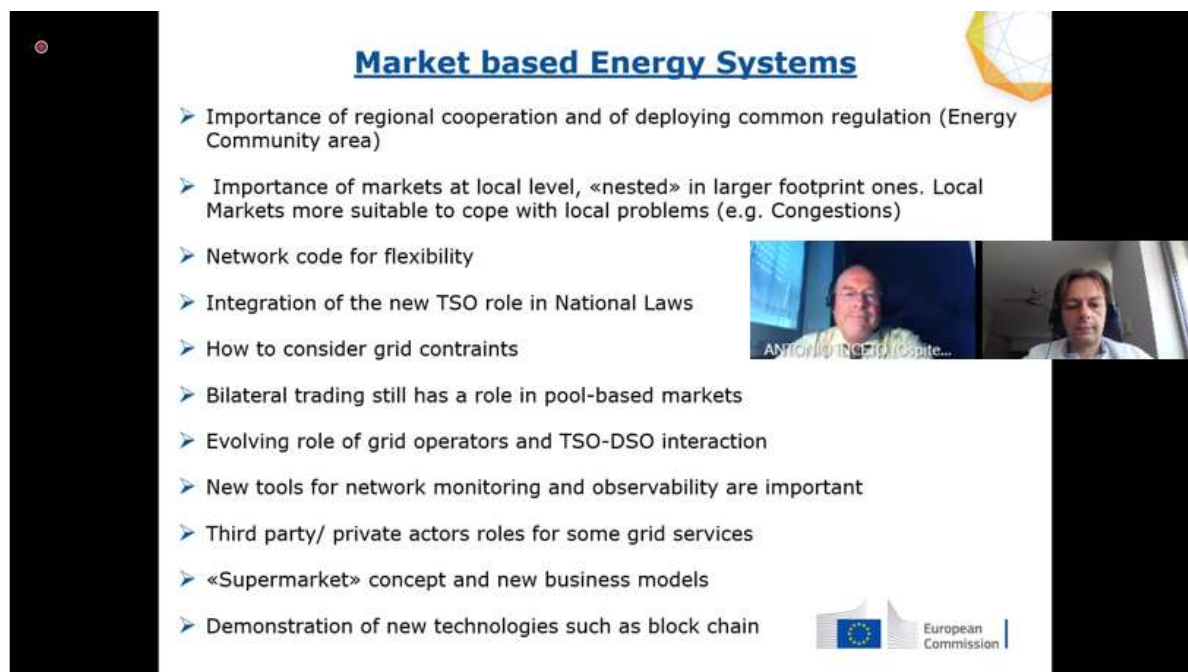 Market based Energy Systems
➢ Importance of regional cooperation and of deploying common regulation (Energy
Community area)
➢ Importance of markets at local level, «nested» in larger footprint ones. Local
Markets more suitable to cope with local problems (e.g. Congestions)
➢ Network code for flexibility
➢ Integration of the new TSO role in National Laws
➢ How to consider grid contraints
➢ Bilateral trading still has a role in pool-based markets
➢ Evolving role of grid operators and TSO-DSO interaction
➢ New tools for network monitoring and observability are important
➢ Third party/ private actors roles for some grid services
➢ «Supermarket» concept and new business models
➢ Demonstration of new technologies such as block chain
ANTONIO (Ospite...
European
Commission